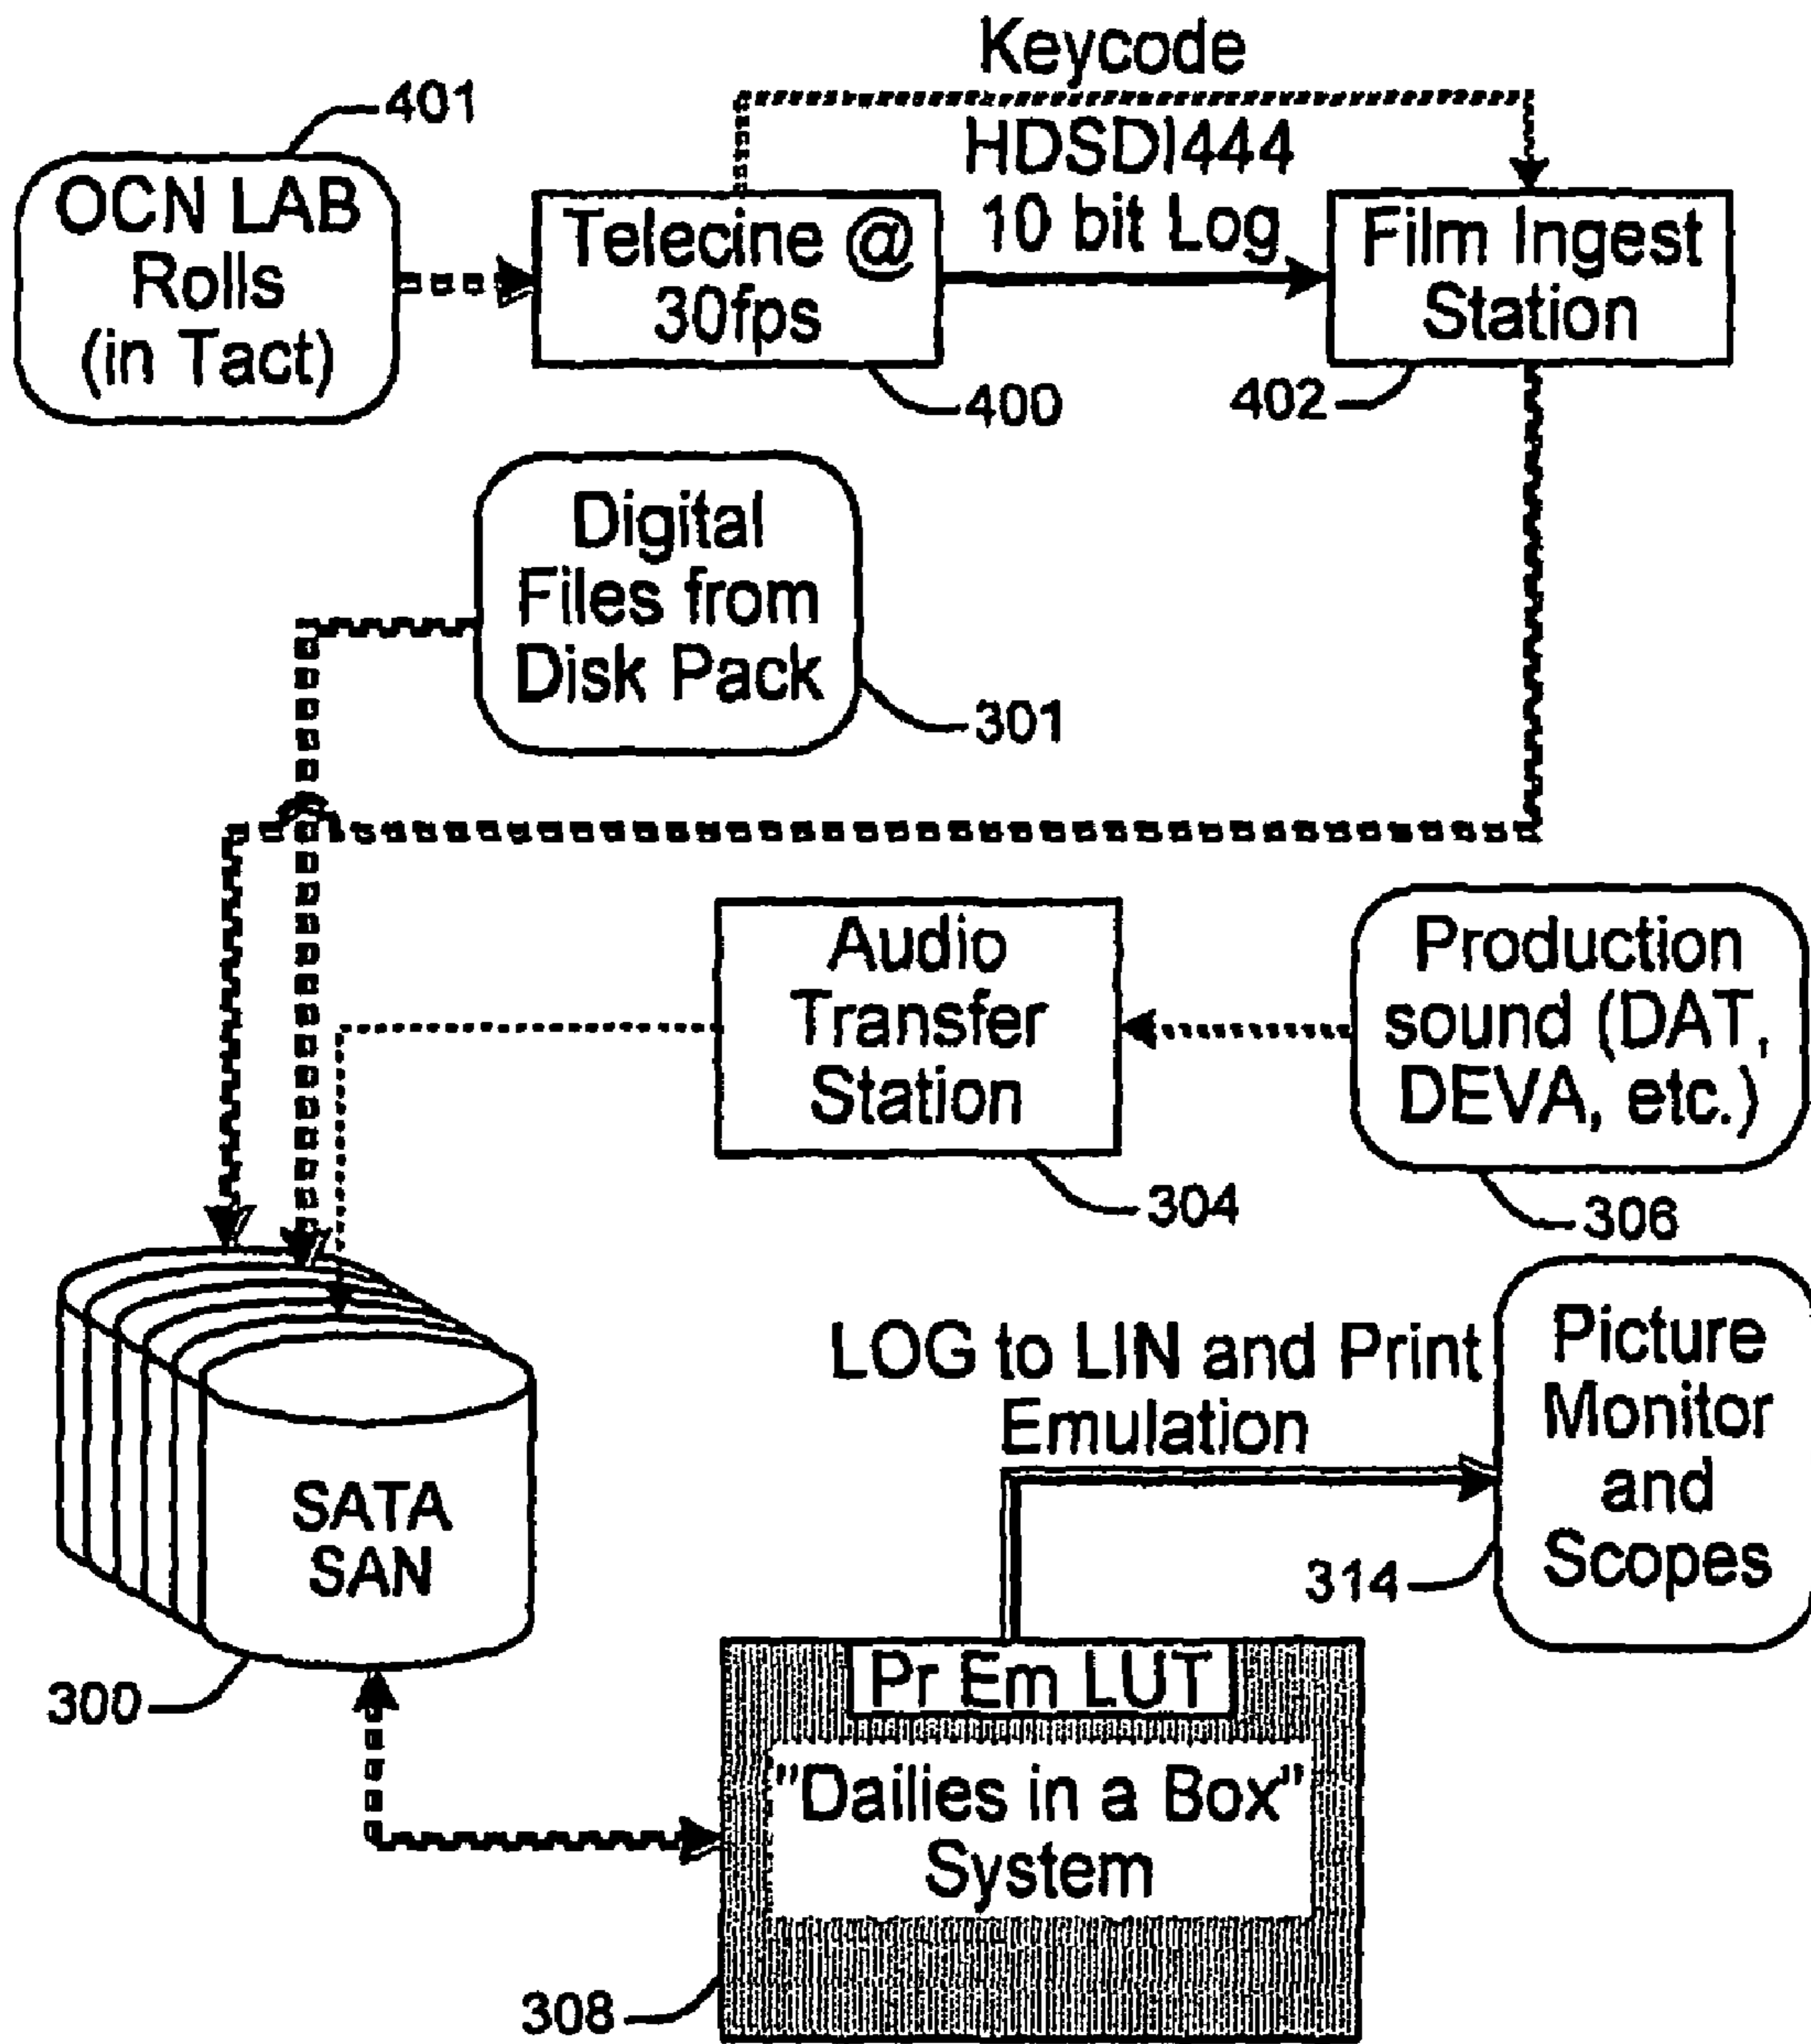 Keycode
401
HDSDI444
10 bit Log
OCN LAB
Rolls
(in Tact)
Telecine @
30fps
Film Ingest
Station
400
402
Digital
Files from
Disk Pack
301
Audio
Transfer
Station
Production
sound (DAT,
DEVA, etc.)
304
306
LOG to LIN and Print
Emulation
Picture
Monitor
and
Scopes
314
SATA
SAN
300
Pr Em LUT
"Dailies in a Box"
System
308